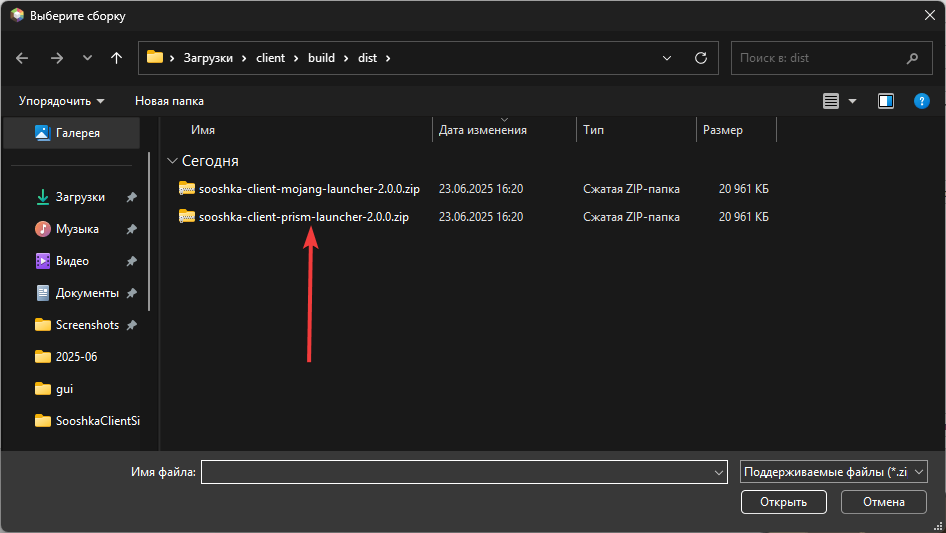 Выберите сборку
Загрузки client build dist
Поиск в: dist
Упорядочить Новая папка
Имя Дата изменения Тип Размер
Галерея
Сегодня
sooshka-client-mojang-launcher-2.0.0.zip 23.06.2025 16:20 Сжатая ZIP-папка 20 961 КБ
sooshka-client-prism-launcher-2.0.0.zip 23.06.2025 16:20 Сжатая ZIP-папка 20 961 КБ
Загрузки
Музыка
Видео
Документы
Screenshots
2025-06
gui
SooshkaClientSi
Имя файла:
Поддерживаемые файлы (*.zi
Открыть Отмена